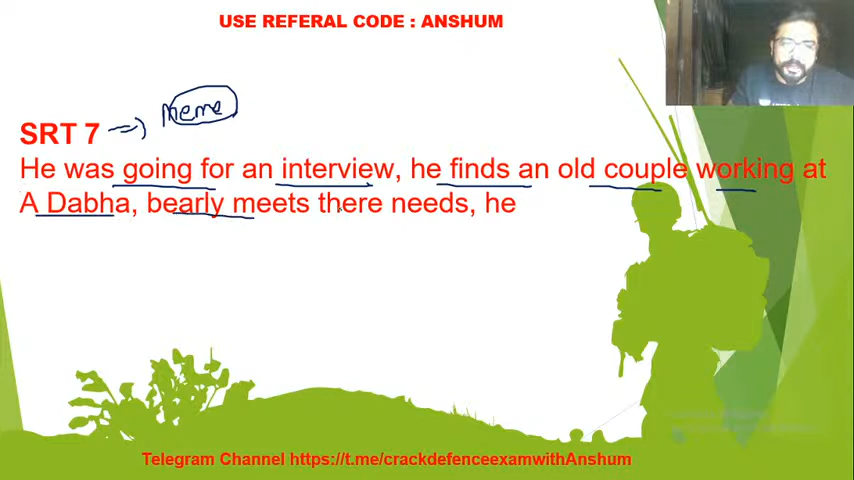 USE REFERAL CODE : ANSHUM
Meme
SRT 7
He was going for an interview, he finds an old couple working at
A Dabha, bearly meets there needs, he
Telegram Channel https://t.me/crackdefenceexamwithAnshum